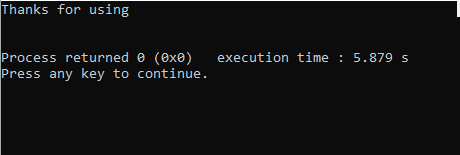 Thanks for using
Process returned 0 (0x0)   execution time : 5.879 s
Press any key to continue.